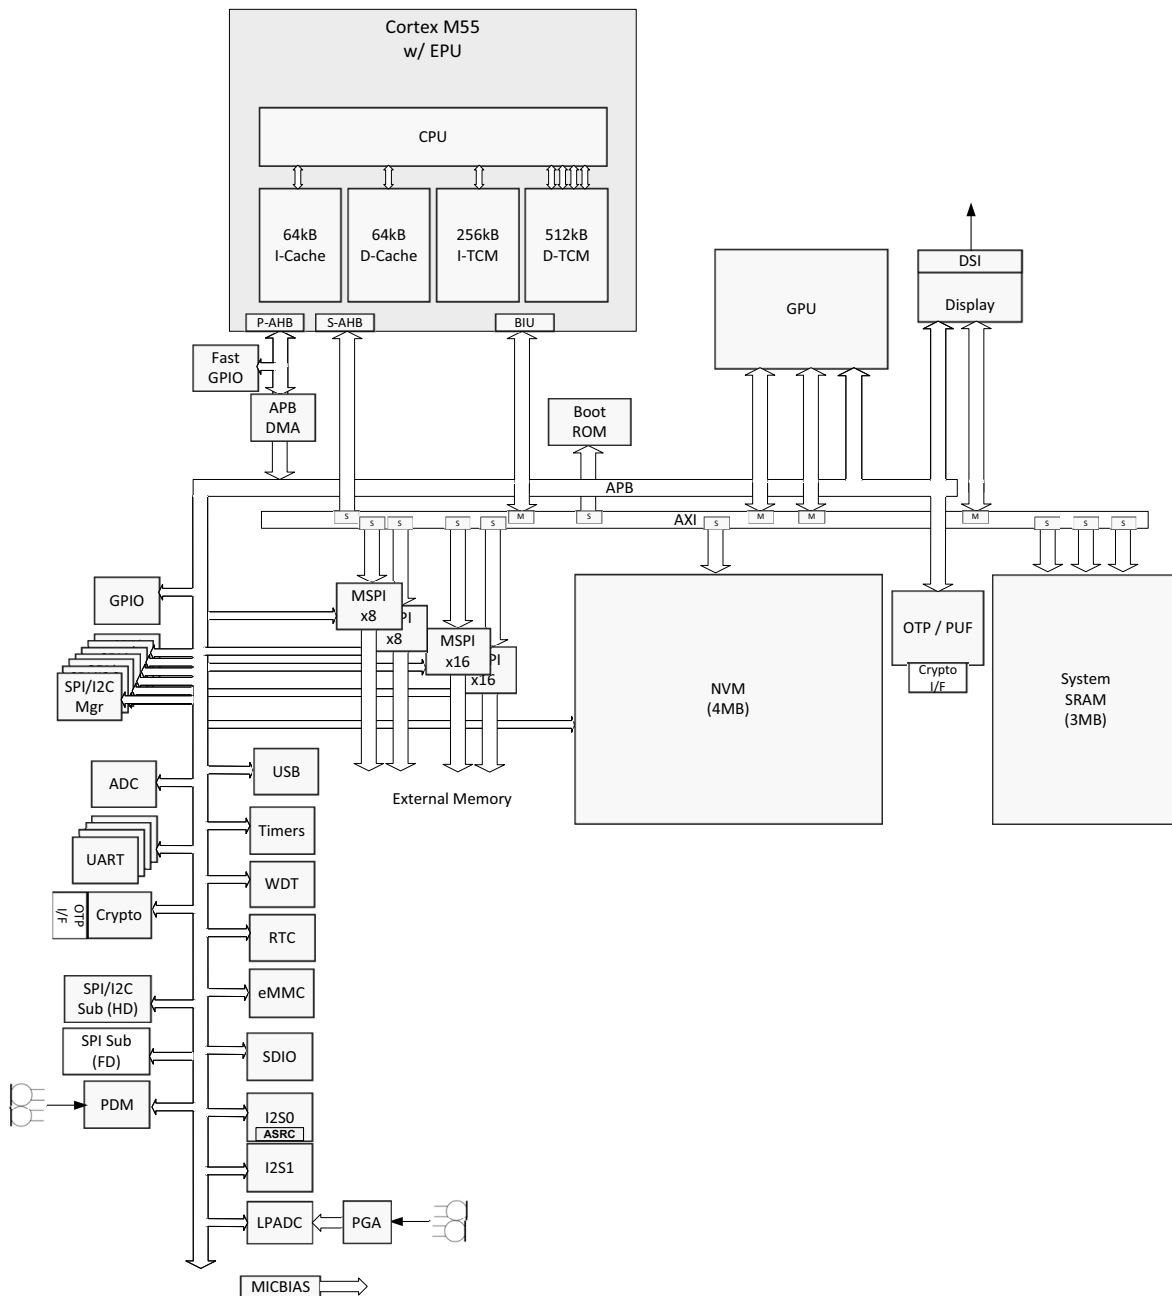 Cortex M55
w/ EPU
CPU
64kB
I-Cache
64kB
D-Cache
256kB
I-TCM
512kB
D-TCM
P-AHB
S-AHB
BIU
Fast
GPIO
APB
DMA
Boot
ROM
GPU
DSI
Display
APB
AXI
S
S
S
S
S
M
S
S
M
M
M
S
S
S
GPIO
SPI/I2C
Mgr
MSPI
x8
PI
x8
MSPI
x16
PI
x16
External Memory
NVM
(4MB)
OTP / PUF
Crypto
I/F
System
SRAM
(3MB)
ADC
UART
OTP
I/F
Crypto
SPI/I2C
Sub (HD)
SPI Sub
(FD)
PDM
USB
Timers
WDT
RTC
eMMC
SDIO
I2S0
ASRC
I2S1
LPADC
PGA
MICBIAS